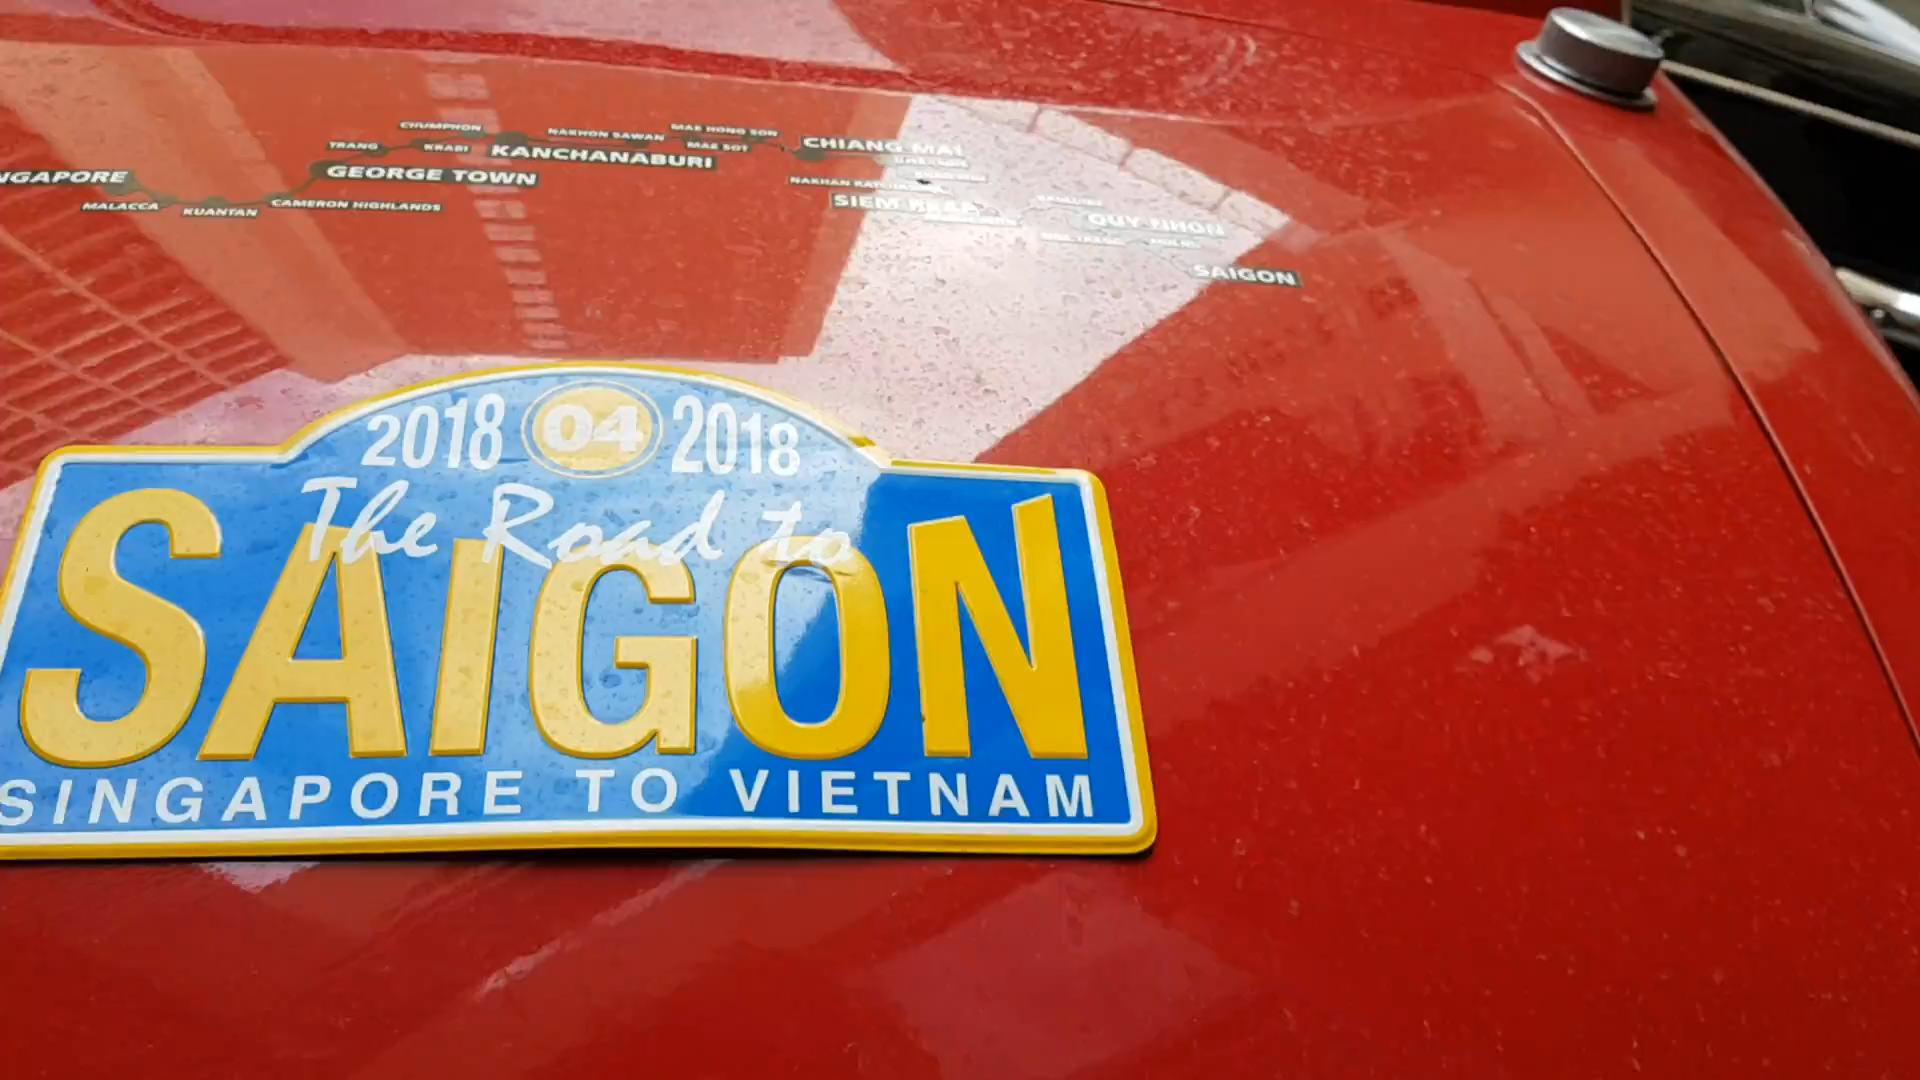 CHUMPHON
NAKHON SAWAN
MAE HONG SON
TRANG
KRABI
KANCHANABURI
MAE SOT
CHIANG MAI
NGAPORE
GEORGE TOWN
MALACCA
KUANTAN
CAMERON HIGHLANDS
SIEM REAP
QUY NHON
SAIGON
2018 04 2018
The Road to
SAIGON
SINGAPORE TO VIETNAM